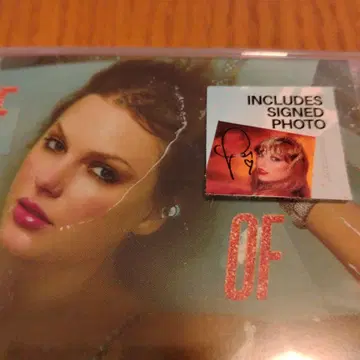 INCLUDES
SIGNED
PHOTO
OF